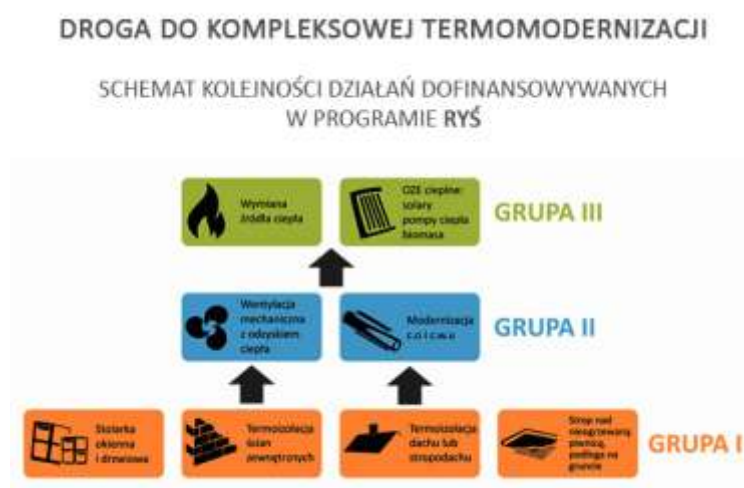 DROGA DO KOMPLEKSOWEJ TERMOMODERNIZACJI
SCHEMAT KOLEJNOŚCI DZIAŁAŃ DOFINANSOWYWANYCH
W PROGRAMIE RYŚ
Wymiana
źródła ciepła
OZE cieplne:
solary
pompy ciepła
biomasa
GRUPA III
Wentylacja
mechaniczna
z odzyskiem
ciepła
Modernizacja
c.o i c.w.u
GRUPA II
Stolarka
okienna
i drzwiowa
Termoizolacja
ścian
zewnętrznych
Termoizolacja
dachu lub
stropodachu
Strop nad
nieogrzewaną
piwnicą,
podłoga na
gruncie
GRUPA I